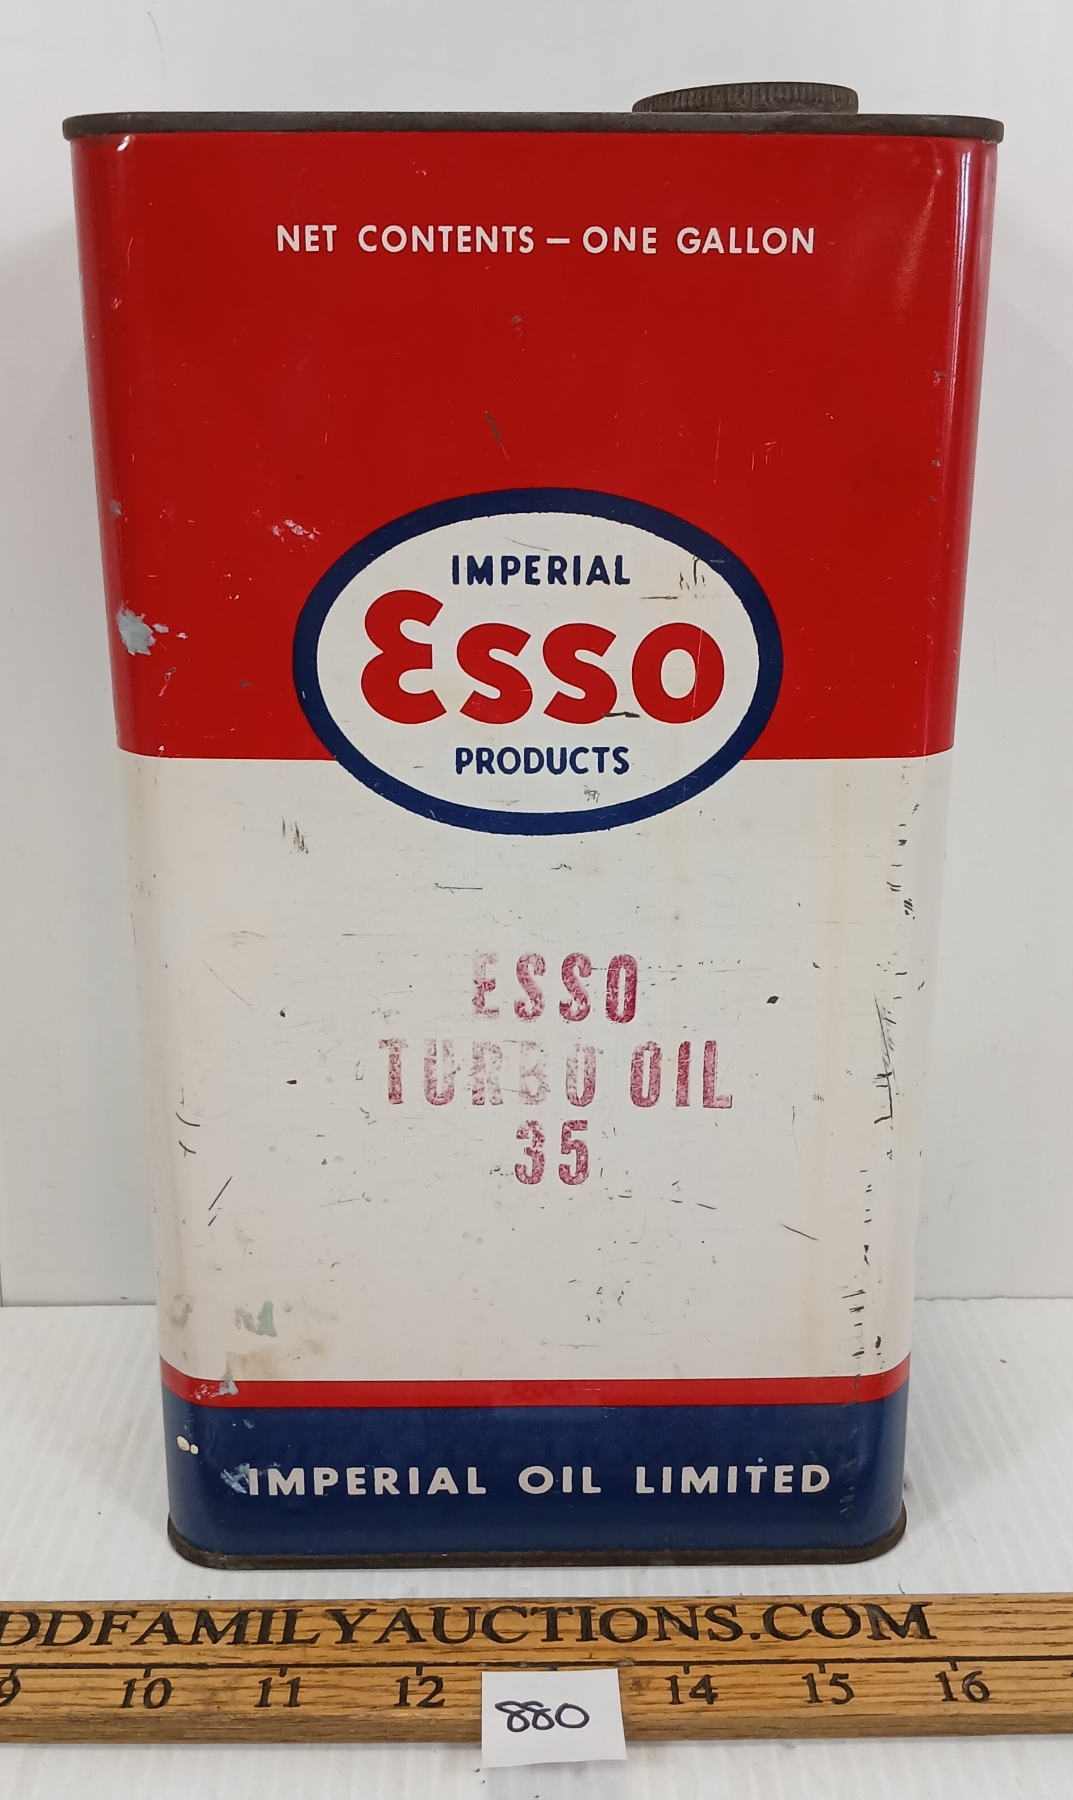 NET CONTENTS — ONE GALLON
IMPERIAL
Esso
PRODUCTS
ESSO
TURBO OIL
35
IMPERIAL OIL LIMITED
DDFAMILYAUCTIONS.COM
9 10 11 12 14 15 16
880